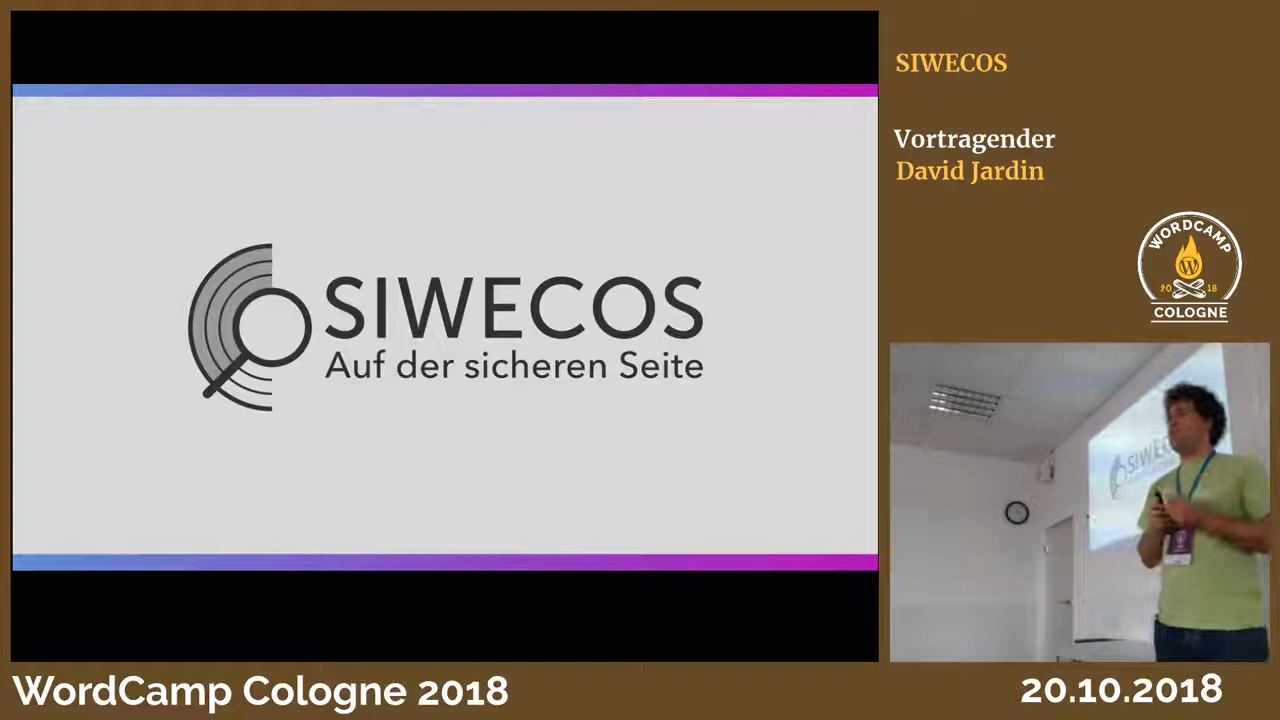 SIWECOS
Auf der sicheren Seite
SIWECOS
Vortragender
David Jardin
WORDCAMP
20 18
COLOGNE
SIWEC
WordCamp Cologne 2018
20.10.2018